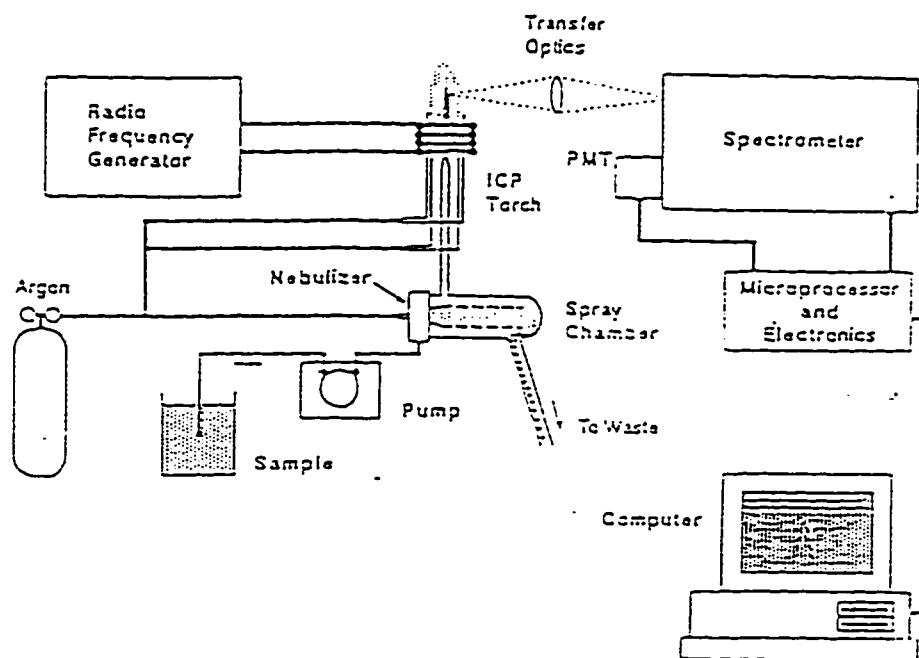 Transfer
Optics
Radio
Frequency
Generator
Spectrometer
PMT
ICP
Torch
Nebulizer
Argon
Microprocessor
and
Electronics
Spray
Chamber
Pump
To Waste
Sample
Computer